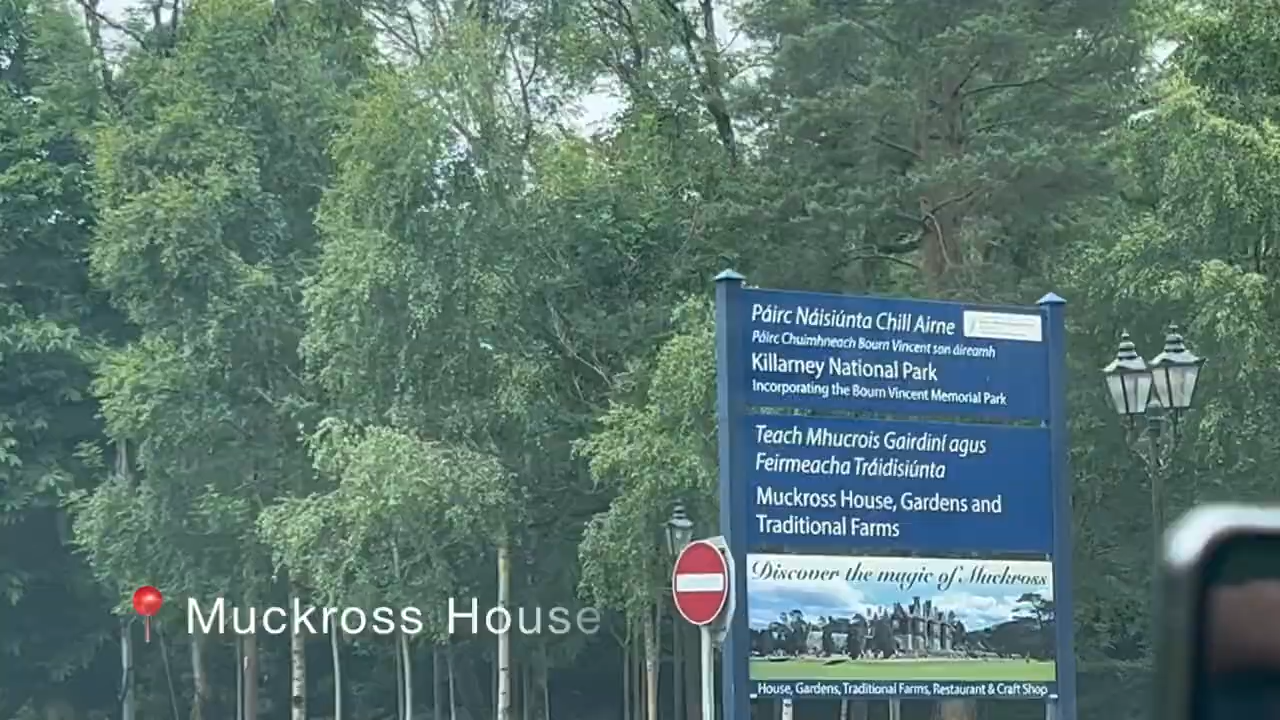 Páirc Náisiúnta Chill Airne
Páirc Chuimhneach Bourn Vincent san áireamh
Killarney National Park
Incorporating the Bourn Vincent Memorial Park
Teach Mhucrois Gairdiní agus
Feirmeacha Tráidisiúnta
Muckross House, Gardens and
Traditional Farms
Discover the magic of Muckross
House, Gardens, Traditional Farms, Restaurant & Craft Shop
Muckross House